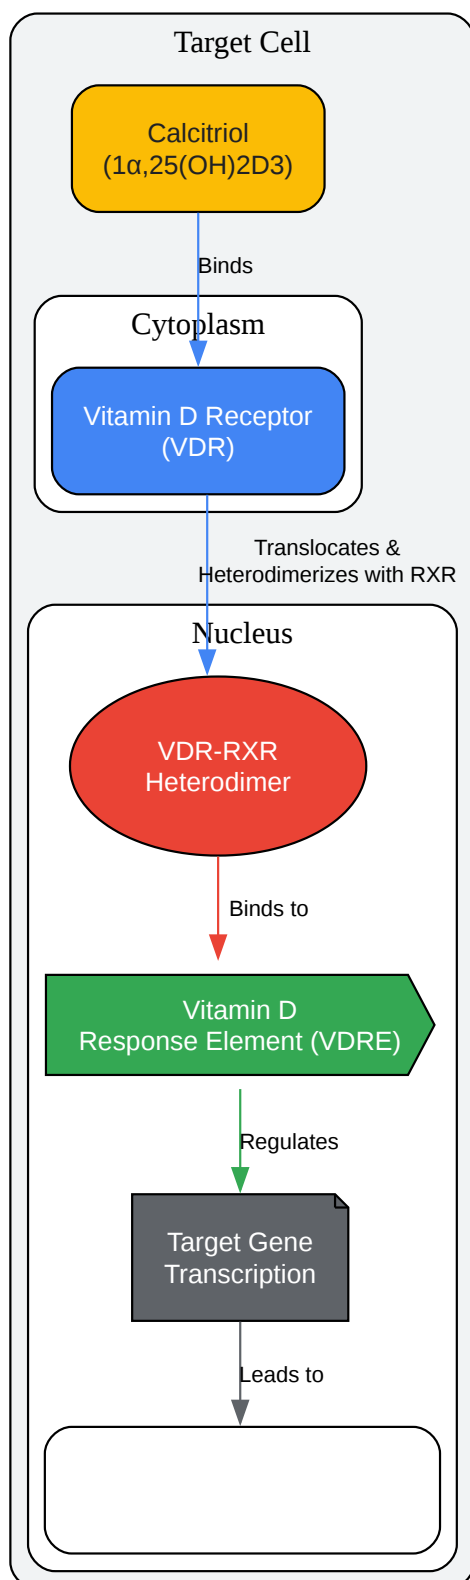 Target Cell
Calcitriol
(1α,25(OH)2D3)
Binds
Cytoplasm
Vitamin D Receptor
(VDR)
Translocates &
Heterodimerizes with RXR
Nucleus
VDR-RXR
Heterodimer
Binds to
Vitamin D
Response Element (VDRE)
Regulates
Target Gene
Transcription
Leads to